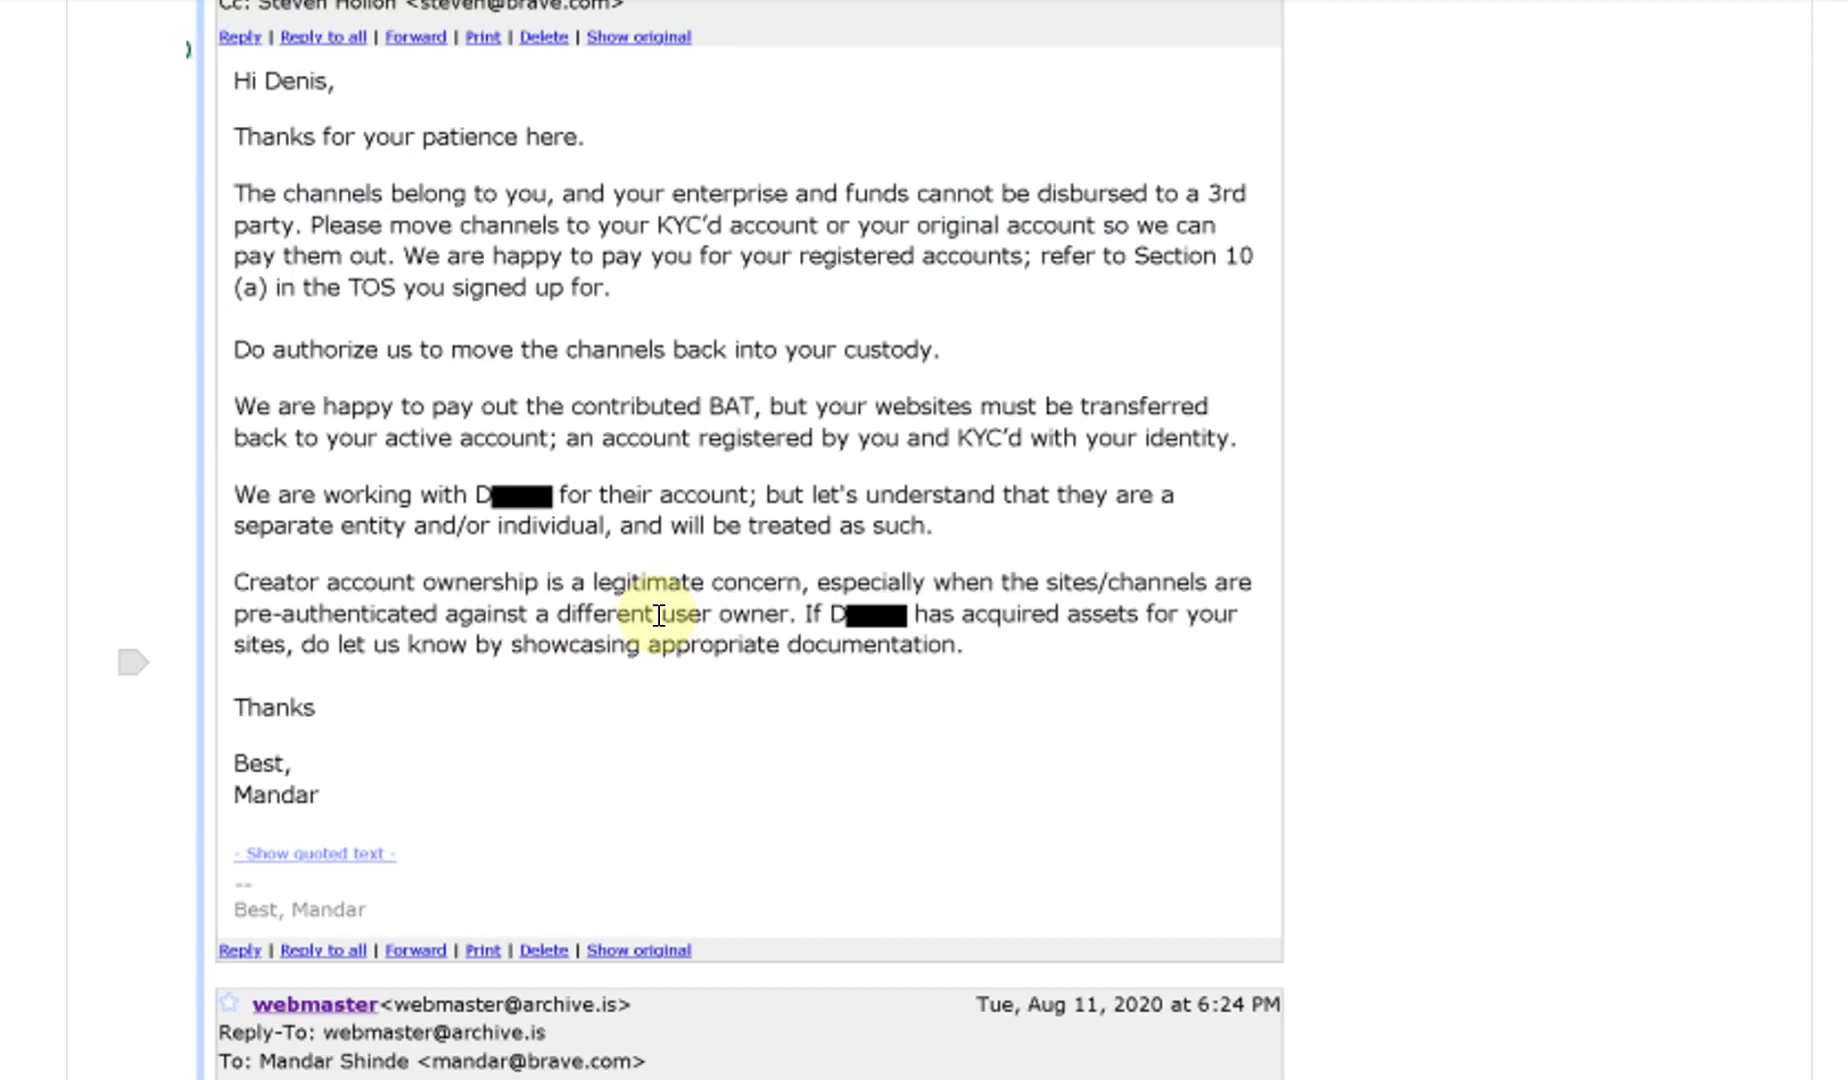 Cc: Steven Hollon <steven@brave.com>
Reply | Reply to all | Forward | Print | Delete | Show original
Hi Denis,
Thanks for your patience here.
The channels belong to you, and your enterprise and funds cannot be disbursed to a 3rd
party. Please move channels to your KYC’d account or your original account so we can
pay them out. We are happy to pay you for your registered accounts; refer to Section 10
(a) in the TOS you signed up for.
Do authorize us to move the channels back into your custody.
We are happy to pay out the contributed BAT, but your websites must be transferred
back to your active account; an account registered by you and KYC’d with your identity.
We are working with D for their account; but let's understand that they are a
separate entity and/or individual, and will be treated as such.
Creator account ownership is a legitimate concern, especially when the sites/channels are
pre-authenticated against a different user owner. If D has acquired assets for your
sites, do let us know by showcasing appropriate documentation.
Thanks
Best,
Mandar
- Show quoted text -
--
Best, Mandar
Reply | Reply to all | Forward | Print | Delete | Show original
webmaster<webmaster@archive.is> Tue, Aug 11, 2020 at 6:24 PM
Reply-To: webmaster@archive.is
To: Mandar Shinde <mandar@brave.com>